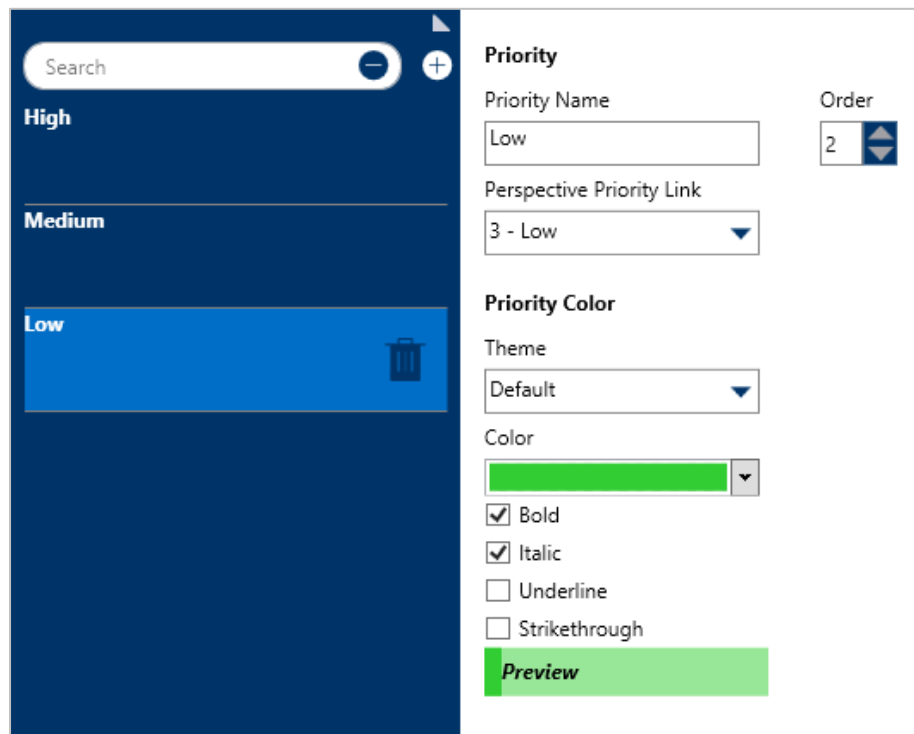 Search
High
Medium
Low
Priority
Priority Name
Order
Low
2
Perspective Priority Link
3 - Low
Priority Color
Theme
Default
Color
Bold
Italic
Underline
Strikethrough
Preview